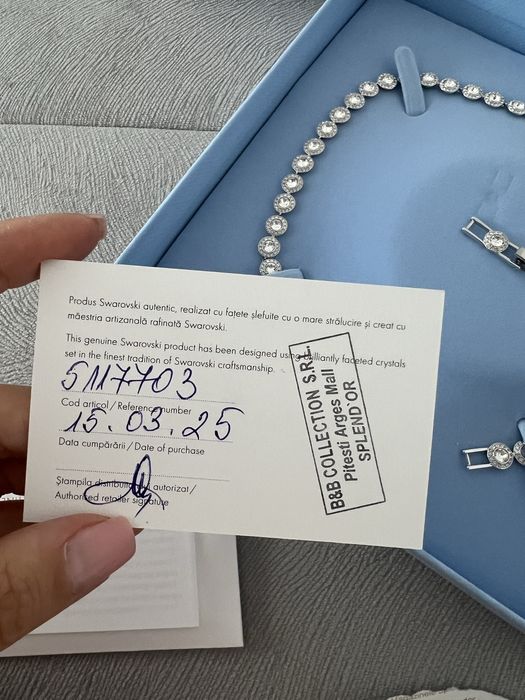 Produs Swarovski autentic, realizat cu fațete șlefuite cu o mare strălucire și creat cu
măestria artizanală rafinată Swarovski.
This genuine Swarovski product has been designed using brilliantly faceted crystals
set in the finest tradition of Swarovski craftsmanship.
5117703
Cod articol / Reference number
15.03.25
Data cumpărării / Date of purchase
Ștampila distribuitorului autorizat /
Authorised retailer signature
B&B COLLECTION S.R.L.
Pitesti Arges Mall
SPLEND OR